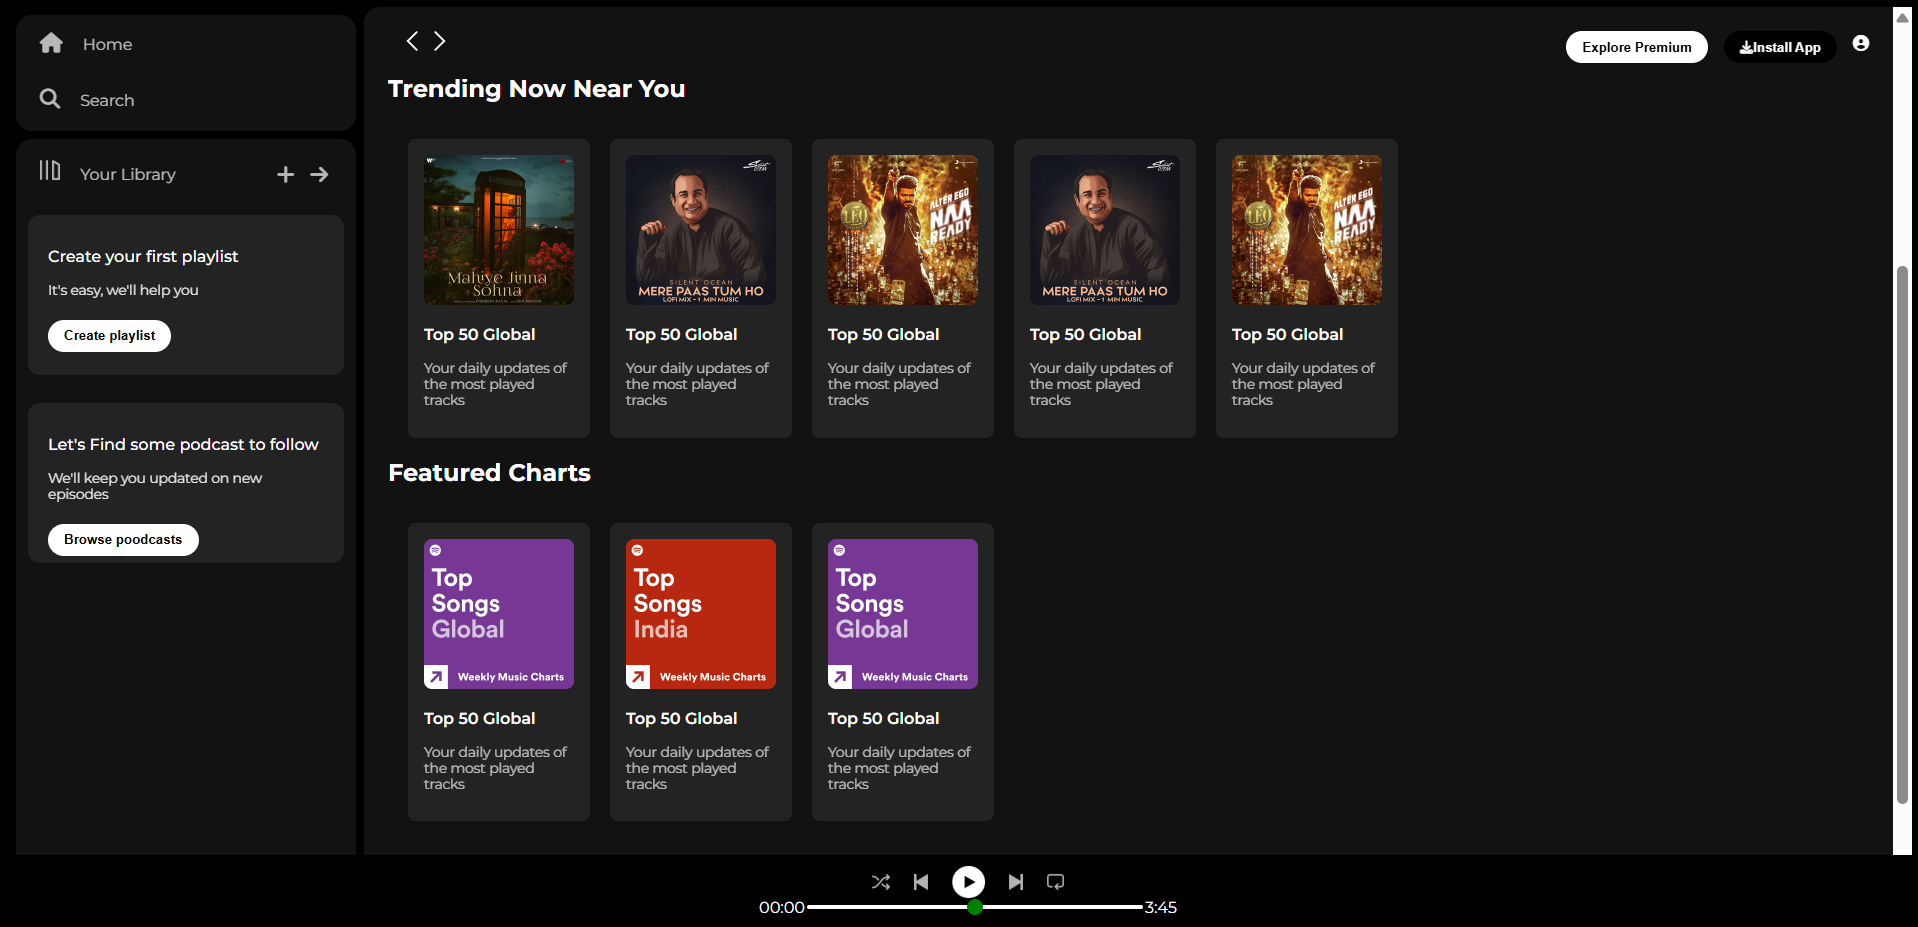 Home
Search
Your Library
Create your first playlist
It's easy, we'll help you
Create playlist
Let's Find some podcast to follow
We'll keep you updated on new
episodes
Browse poodcasts
Explore Premium
Install App
Trending Now Near You
Mahiye Jinna
Sohna
Top 50 Global
Your daily updates of
the most played
tracks
Silent
OCEAN
SILENT OCEAN
MERE PAAS TUM HO
LOFI MIX - 1 MIN MUSIC
Top 50 Global
Your daily updates of
the most played
tracks
LEO
ALTER EGO
NAA
READY
Top 50 Global
Your daily updates of
the most played
tracks
Silent
OCEAN
SILENT OCEAN
MERE PAAS TUM HO
LOFI MIX - 1 MIN MUSIC
Top 50 Global
Your daily updates of
the most played
tracks
LEO
ALTER EGO
NAA
READY
Top 50 Global
Your daily updates of
the most played
tracks
Featured Charts
Top
Songs
Global
Weekly Music Charts
Top 50 Global
Your daily updates of
the most played
tracks
Top
Songs
India
Weekly Music Charts
Top 50 Global
Your daily updates of
the most played
tracks
Top
Songs
Global
Weekly Music Charts
Top 50 Global
Your daily updates of
the most played
tracks
00:00
3:45